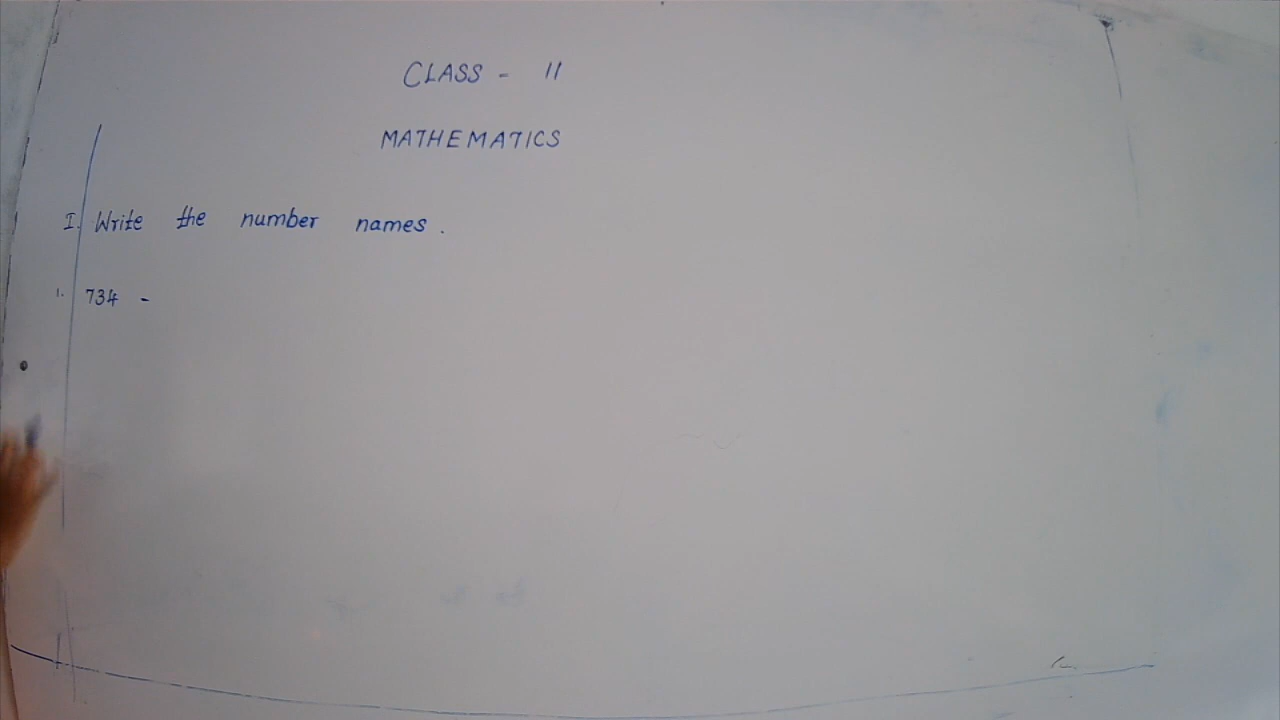 CLASS - II
MATHEMATICS
I. Write the number names.
1. 734 -